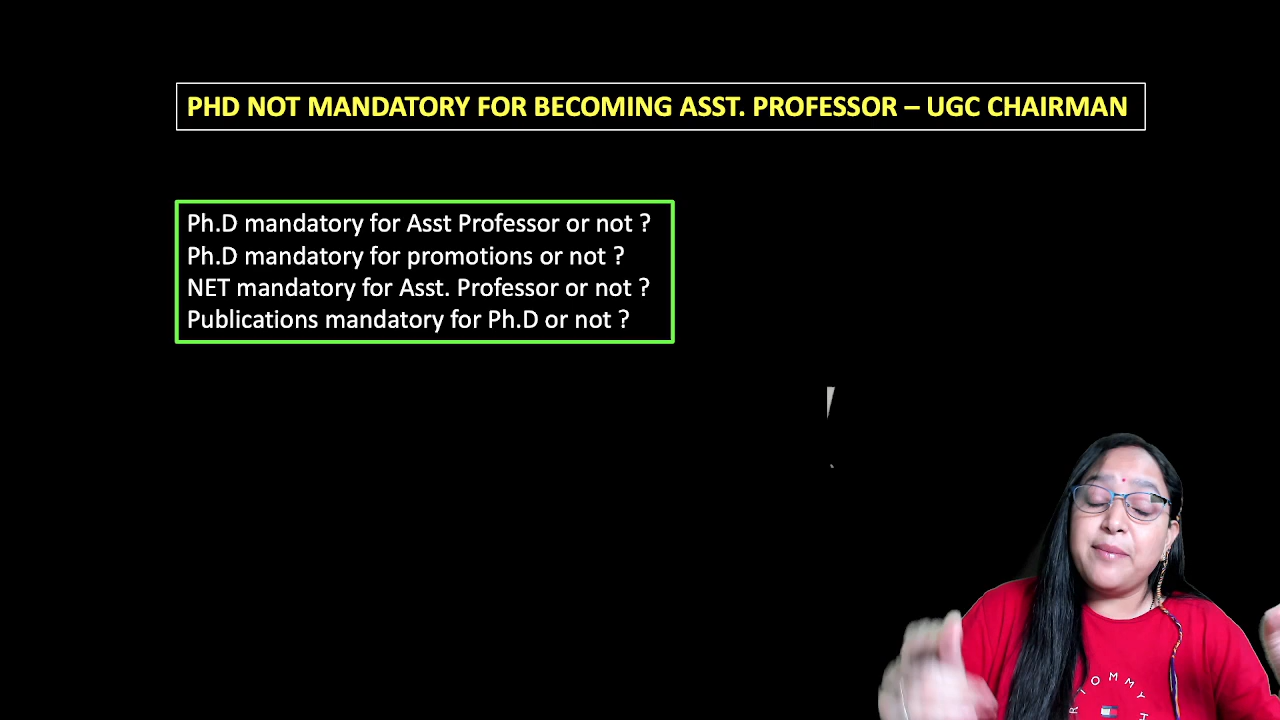 PHD NOT MANDATORY FOR BECOMING ASST. PROFESSOR – UGC CHAIRMAN
Ph.D mandatory for Asst Professor or not ?
Ph.D mandatory for promotions or not ?
NET mandatory for Asst. Professor or not ?
Publications mandatory for Ph.D or not ?